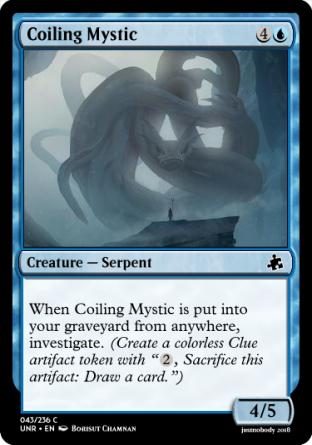 Coiling Mystic 4
Creature — Serpent
When Coiling Mystic is put into
your graveyard from anywhere,
investigate. (Create a colorless Clue
artifact token with “2, Sacrifice this
artifact: Draw a card.”)
4/5
043/236 C
UNR • EN Borisut Chamnan
justnobody 2018